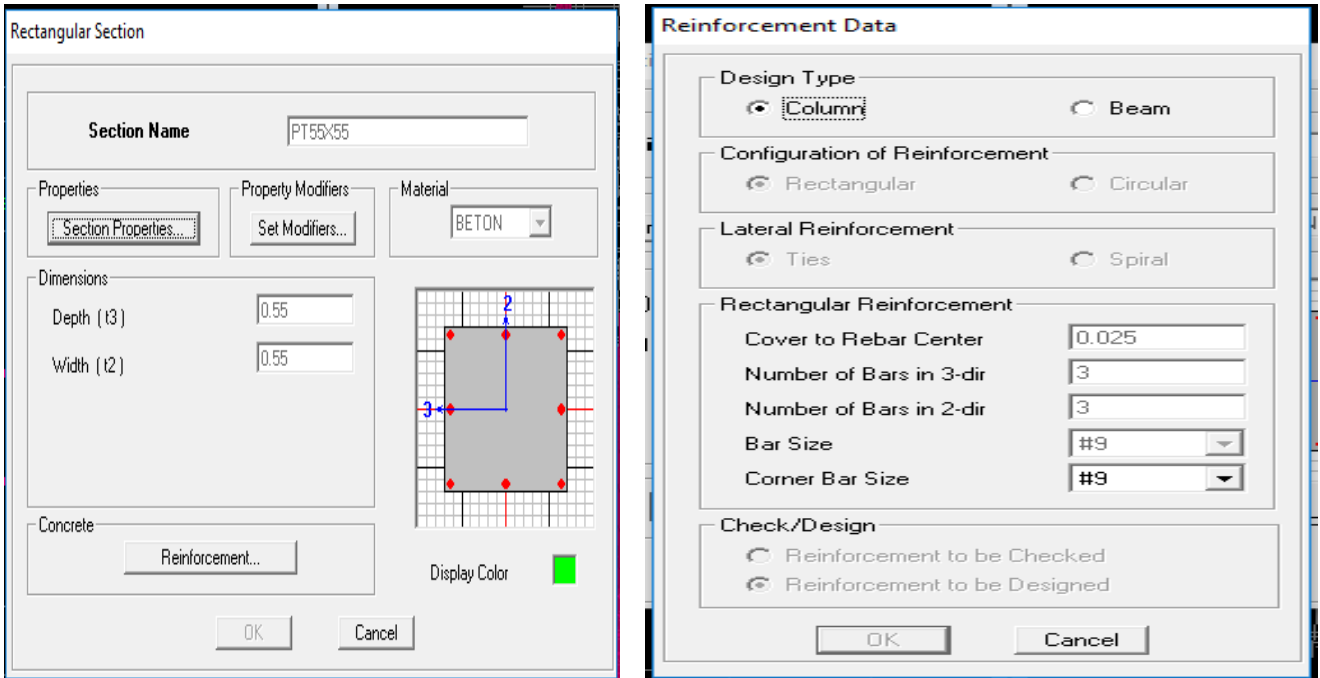 Rectangular Section
Section Name PT55X55
Properties Property Modifiers Material
Section Properties... Set Modifiers... BETON
Dimensions
Depth ( t3 ) 0.55
Width ( t2 ) 0.55
2
3
Concrete
Reinforcement...
Display Color
OK Cancel
Reinforcement Data
Design Type
Column Beam
Configuration of Reinforcement
Rectangular Circular
Lateral Reinforcement
Ties Spiral
Rectangular Reinforcement
Cover to Rebar Center 0.025
Number of Bars in 3-dir 3
Number of Bars in 2-dir 3
Bar Size #9
Corner Bar Size #9
Check/Design
Reinforcement to be Checked
Reinforcement to be Designed
OK Cancel